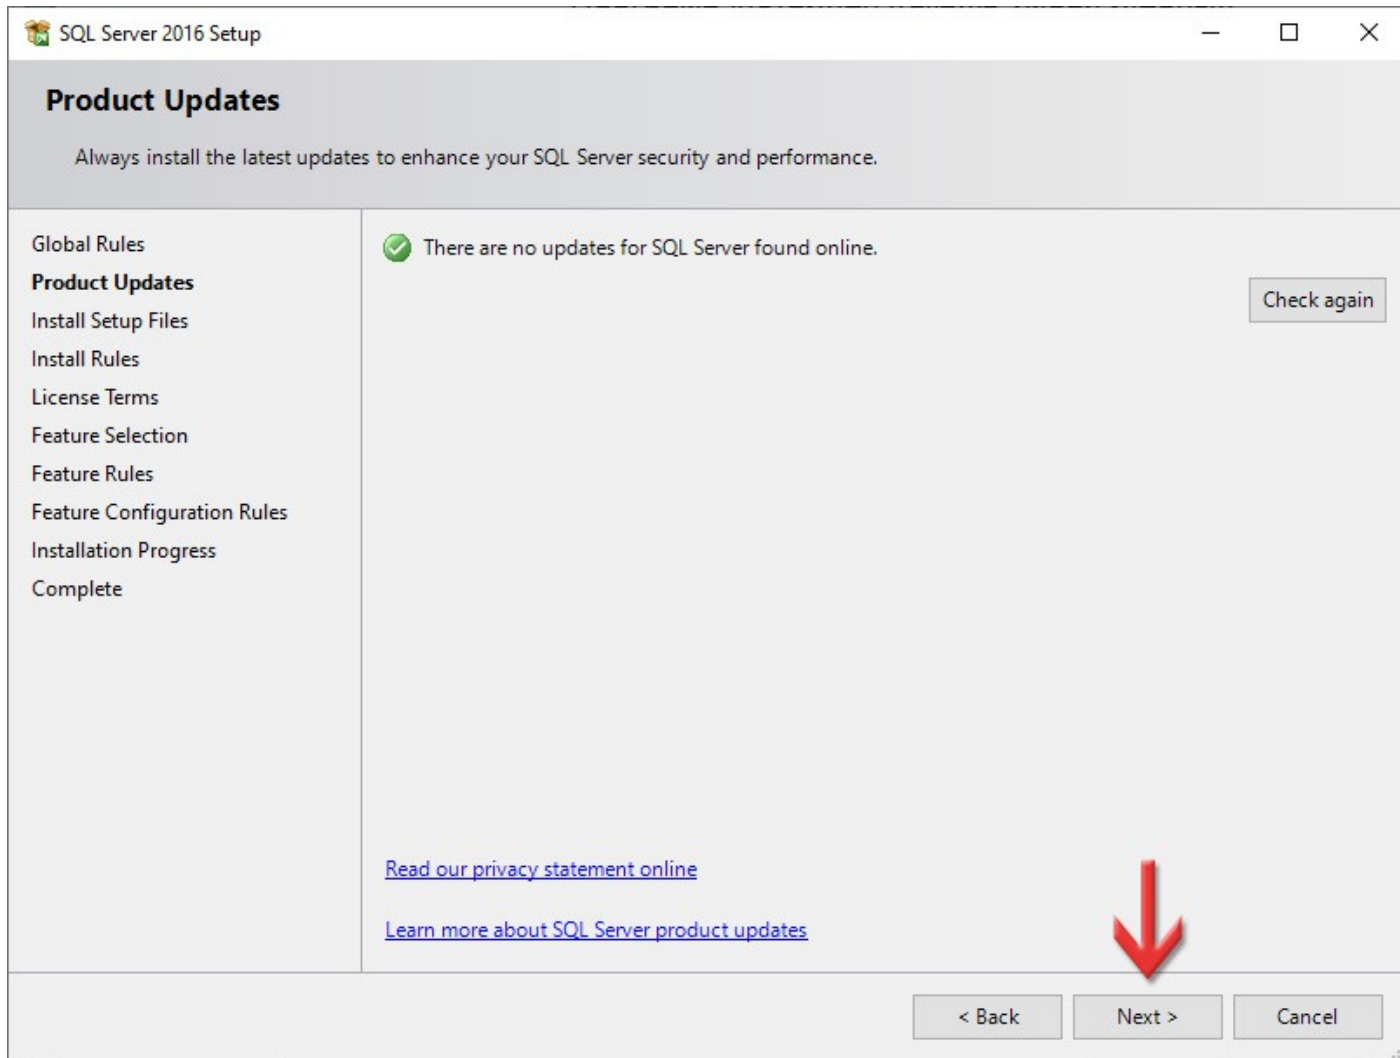 SQL Server 2016 Setup
Product Updates
Always install the latest updates to enhance your SQL Server security and performance.
Global Rules
Product Updates
Install Setup Files
Install Rules
License Terms
Feature Selection
Feature Rules
Feature Configuration Rules
Installation Progress
Complete
There are no updates for SQL Server found online.
Check again
Read our privacy statement online
Learn more about SQL Server product updates
< Back
Next >
Cancel